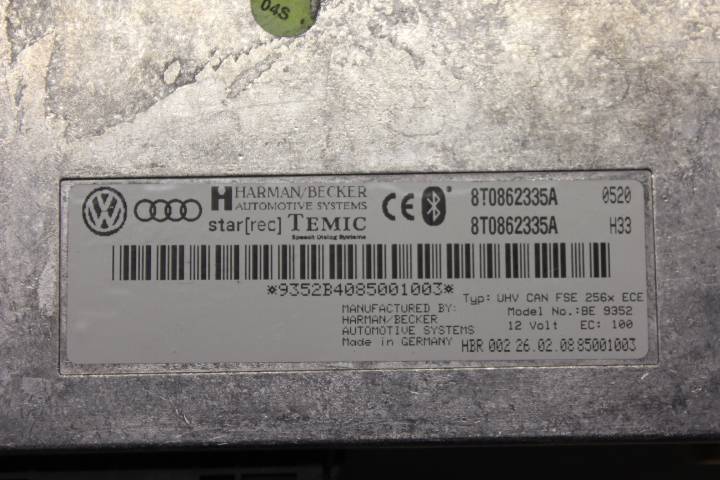 04S
HARMAN/BECKER
AUTOMOTIVE SYSTEMS
star[rec] TEMIC
Speech Dialog Systems
CE
8T0862335A 0520
8T0862335A H33
*9352B4085001003*
Typ: UHV CAN FSE 256x ECE
MANUFACTURED BY: Model No.:BE 9352
HARMAN/BECKER
AUTOMOTIVE SYSTEMS 12 Volt EC: 100
Made in GERMANY HBR 002 26.02.08 85001003